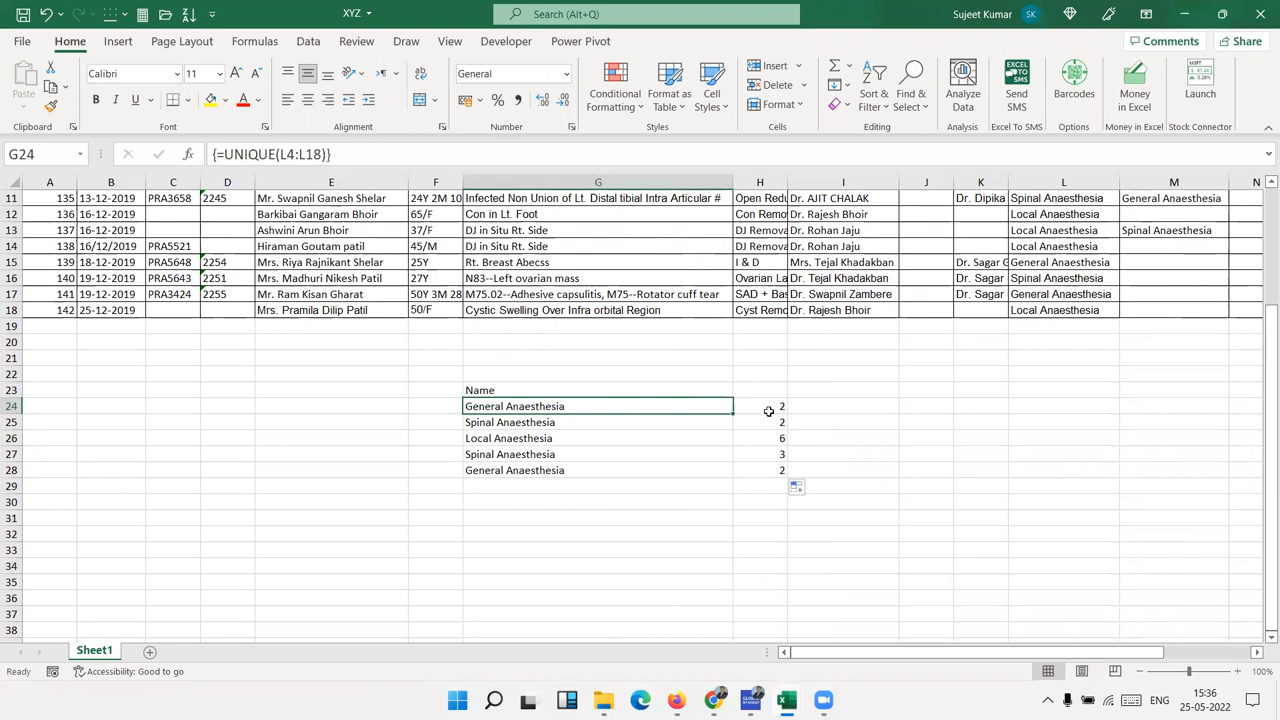 XYZ
Search (Alt+Q)
Sujeet Kumar SK
File Home Insert Page Layout Formulas Data Review View Developer Power Pivot Comments Share
Paste Calibri 11 General Conditional Formatting Format as Table Cell Styles Insert Delete Format Sort & Filter Find & Select Analyze Data Send SMS Barcodes Money in Excel Launch
Clipboard Font Alignment Number Styles Cells Editing Analysis Excel To SMS Options Money in Excel Stock Connector
G24 {=UNIQUE(L4:L18)}
A B C D E F G H I J K L M N
11 135 13-12-2019 PRA3658 2245 Mr. Swapnil Ganesh Shelar 24Y 2M 10 Infected Non Union of Lt. Distal tibial Intra Articular # Open Redu Dr. AJIT CHALAK Dr. Dipika Spinal Anaesthesia General Anaesthesia
12 136 16-12-2019 Barkibai Gangaram Bhoir 65/F Con in Lt. Foot Con Remo Dr. Rajesh Bhoir Local Anaesthesia
13 137 16-12-2019 Ashwini Arun Bhoir 37/F DJ in Situ Rt. Side DJ Remova Dr. Rohan Jaju Local Anaesthesia Spinal Anaesthesia
14 138 16/12/2019 PRA5521 Hiraman Goutam patil 45/M DJ in Situ Rt. Side DJ Remova Dr. Rohan Jaju Local Anaesthesia
15 139 18-12-2019 PRA5648 2254 Mrs. Riya Rajnikant Shelar 25Y Rt. Breast Abecss I & D Mrs. Tejal Khadakban Dr. Sagar G General Anaesthesia
16 140 19-12-2019 PRA5643 2251 Mrs. Madhuri Nikesh Patil 27Y N83--Left ovarian mass Ovarian La Dr. Tejal Khadakban Dr. Sagar Spinal Anaesthesia
17 141 19-12-2019 PRA3424 2255 Mr. Ram Kisan Gharat 50Y 3M 28 M75.02--Adhesive capsulitis, M75--Rotator cuff tear SAD + Bas Dr. Swapnil Zambere Dr. Sagar General Anaesthesia
18 142 25-12-2019 Mrs. Pramila Dilip Patil 50/F Cystic Swelling Over Infra orbital Region Cyst Remo Dr. Rajesh Bhoir Local Anaesthesia
19
20
21
22
23 Name
24 General Anaesthesia 2
25 Spinal Anaesthesia 2
26 Local Anaesthesia 6
27 Spinal Anaesthesia 3
28 General Anaesthesia 2
29
30
31
32
33
34
35
36
37
38
Sheet1
Ready Accessibility: Good to go 100%
ENG 15:36
25-05-2022